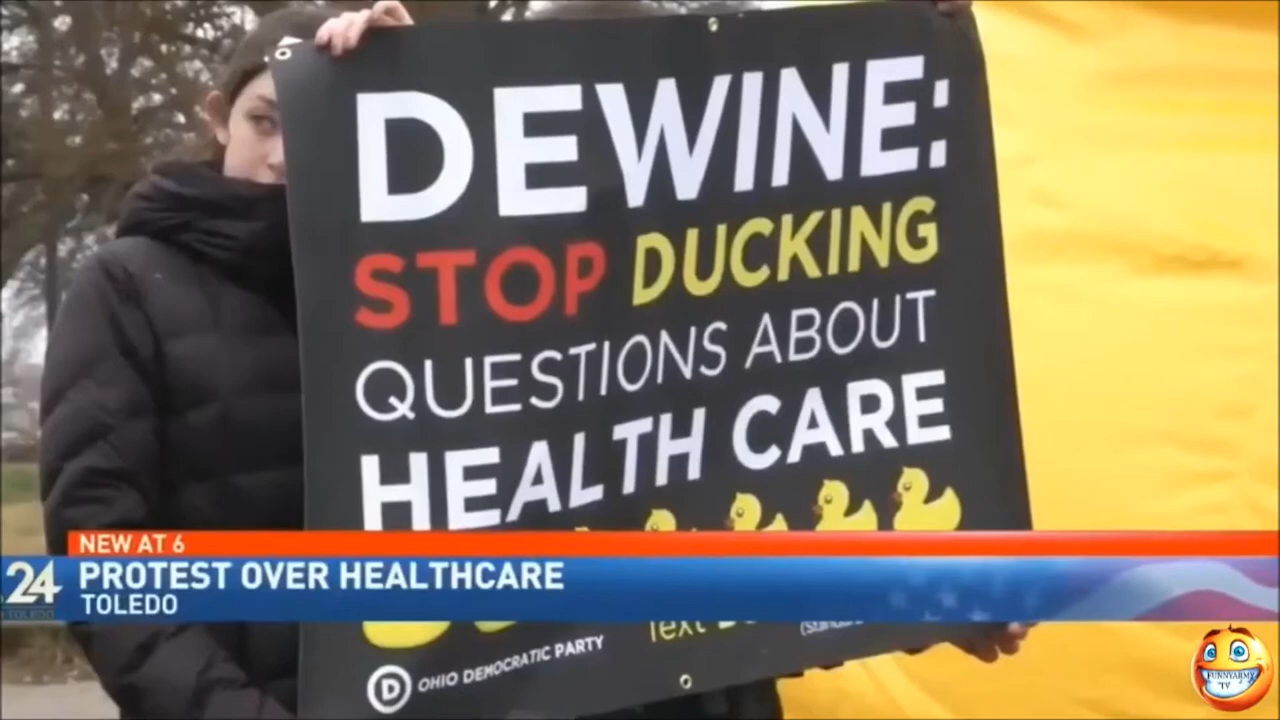 DEWINE:
STOP DUCKING
QUESTIONS ABOUT
HEALTH CARE
NEW AT 6
24
PROTEST OVER HEALTHCARE
TOLEDO
TOLEDO
Text
D OHIO DEMOCRATIC PARTY
FUNNYARMY
TV